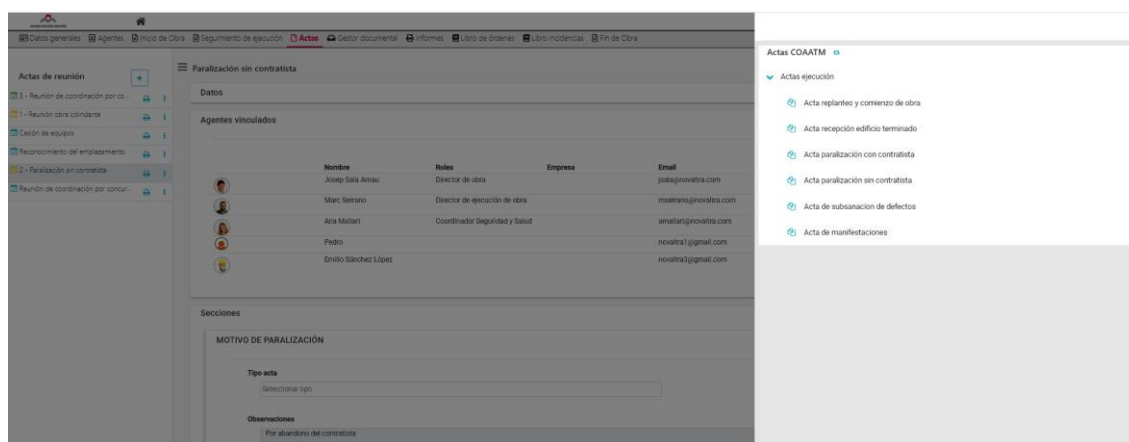 Datos generales Agentes Inicio de Obra Seguimiento de ejecución Actas Gestor documental Informes Libro de órdenes Libro Incidencias Fin de Obra
Actas de reunión
3 - Reunión de coordinación por co...
1 - Reunión obra colindante
Cesión de equipos
Reconocimiento del emplazamiento
2 - Paralización sin contratista
Reunión de coordinación por concur...
Paralización sin contratista
Datos
Agentes vinculados
Nombre Roles Empresa Email
Josep Sala Arnau Director de obra jsala@novaltra.com
Marc Serrano Director de ejecución de obra mserrano@novaltra.com
Ana Mallart Coordinador Seguridad y Salud amallart@novaltra.com
Pedro novaltra1@gmail.com
Emilio Sánchez López novaltra3@gmail.com
Secciones
MOTIVO DE PARALIZACIÓN
Tipo acta
Seleccionar tipo
Observaciones
Por abandono del contratista
Actas COAATM
Actas ejecución
Acta replanteo y comienzo de obra
Acta recepción edificio terminado
Acta paralización con contratista
Acta paralización sin contratista
Acta de subsanacion de defectos
Acta de manifestaciones